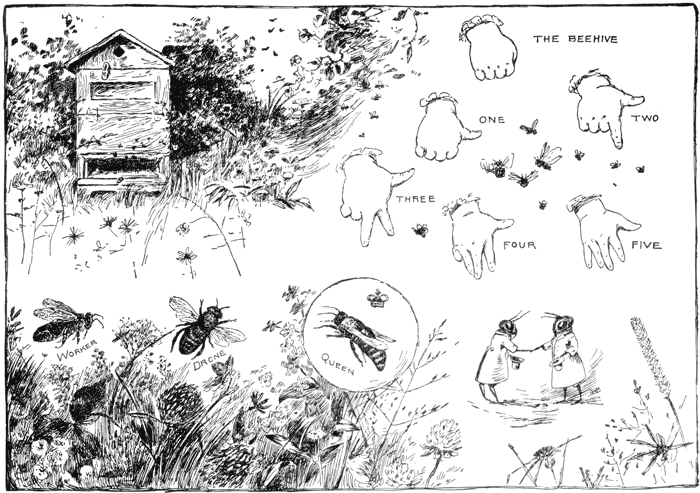 THE BEEHIVE
ONE
TWO
THREE
FOUR
FIVE
WORKER
DRONE
QUEEN